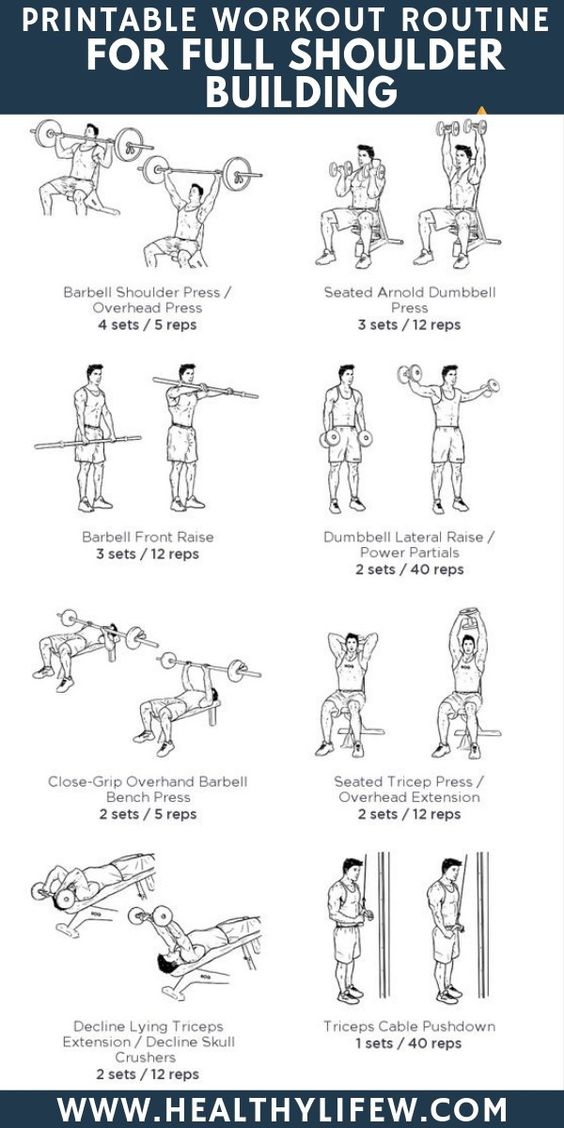 PRINTABLE WORKOUT ROUTINE
FOR FULL SHOULDER
BUILDING
Barbell Shoulder Press /
Overhead Press
4 sets / 5 reps
Seated Arnold Dumbbell
Press
3 sets / 12 reps
Barbell Front Raise
3 sets / 12 reps
Dumbbell Lateral Raise /
Power Partials
2 sets / 40 reps
Close-Grip Overhand Barbell
Bench Press
2 sets / 5 reps
Seated Tricep Press /
Overhead Extension
2 sets / 12 reps
Decline Lying Triceps
Extension / Decline Skull
Crushers
2 sets / 12 reps
Triceps Cable Pushdown
1 sets / 40 reps
WWW.HEALTHYLIFEW.COM